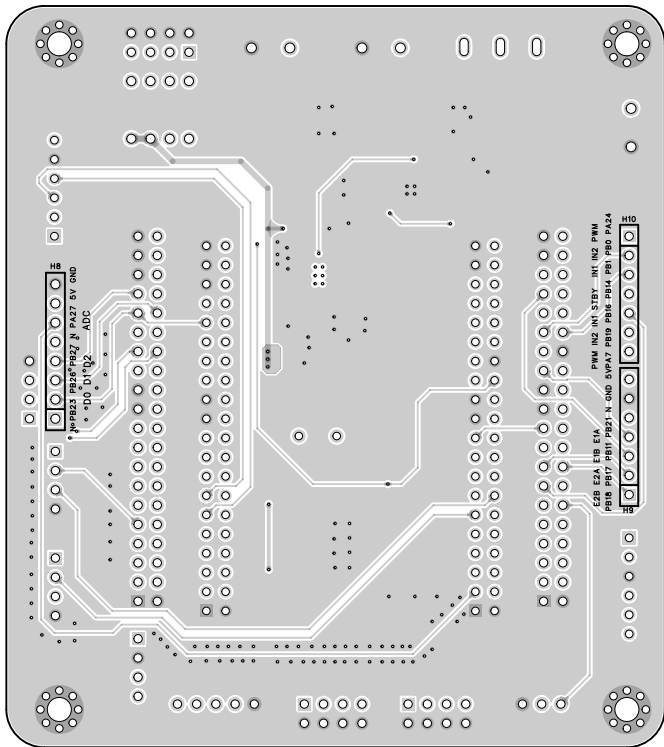 H8
N PB23 PB26 PB27 N PA27 5V GND
D0 D1 D2 ADC
H10
E2B E2A E1B E1A PWM IN2 IN1 STBY IN1 IN2 PWM
PB18 PB17 PB11 PB21 N GND 5VPA7 PB19 PB16 PB14 PB1 PB0 PA24
H9